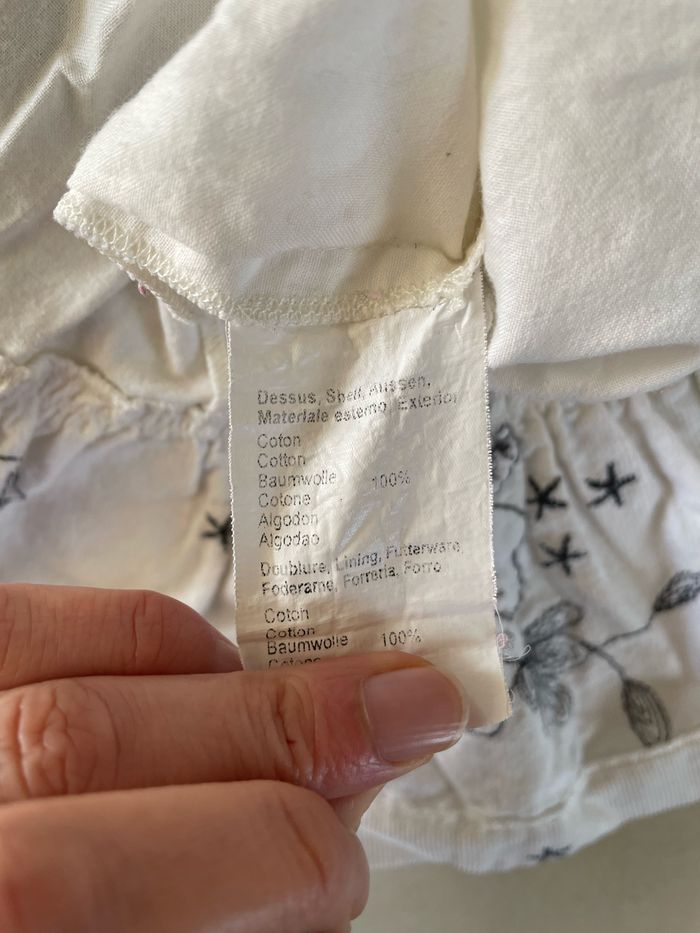 Dessus, Shell, Aussen,
Materiale esterno, Exterior
Coton
Cotton
Baumwolle 100%
Cotone
Algodon
Algodao
Doublure, Lining, Futterware,
Foderame, Forreria, Forro
Coton
Cotton
Baumwolle 100%
Cotone